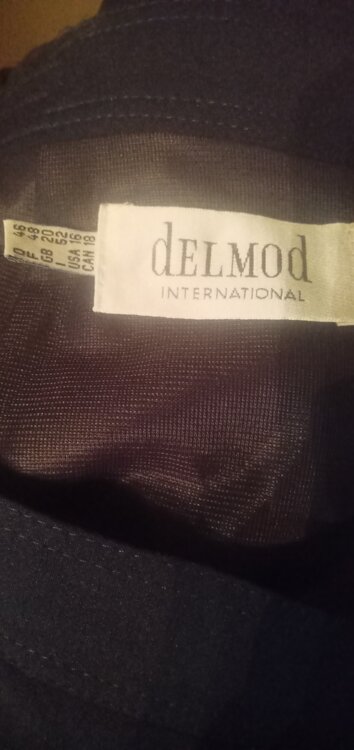 dELMOd
INTERNATIONAL
D 46
F 48
GB 20
I 52
USA 16
CAN 18